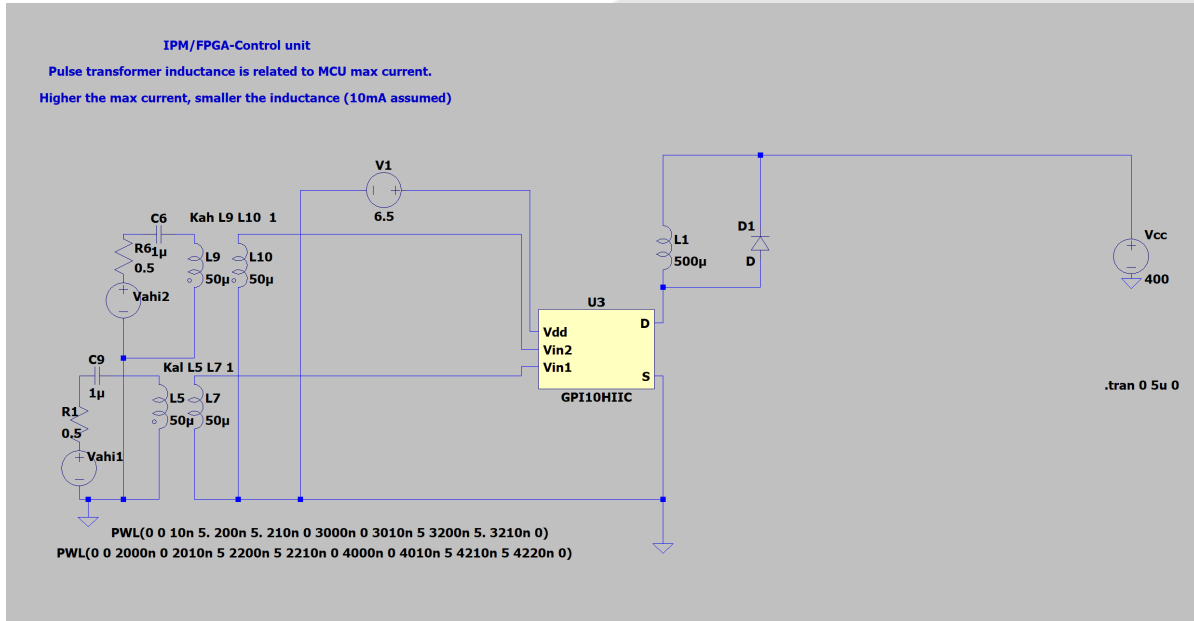 IPM/FPGA-Control unit
Pulse transformer inductance is related to MCU max current.
Higher the max current, smaller the inductance (10mA assumed)
V1
6.5
C6
1µ
Kah L9 L10 1
R6
0.5
L9
50µ
L10
50µ
Vahi2
D1
D
L1
500µ
Vcc
400
U3
Vdd
Vin2
Vin1
D
S
GPI10HIIC
C9
1µ
Kal L5 L7 1
L5
50µ
L7
50µ
R1
0.5
Vahi1
.tran 0 5u 0
PWL(0 0 10n 5. 200n 5. 210n 0 3000n 0 3010n 5 3200n 5. 3210n 0)
PWL(0 0 2000n 0 2010n 5 2200n 5 2210n 0 4000n 0 4010n 5 4210n 5 4220n 0)